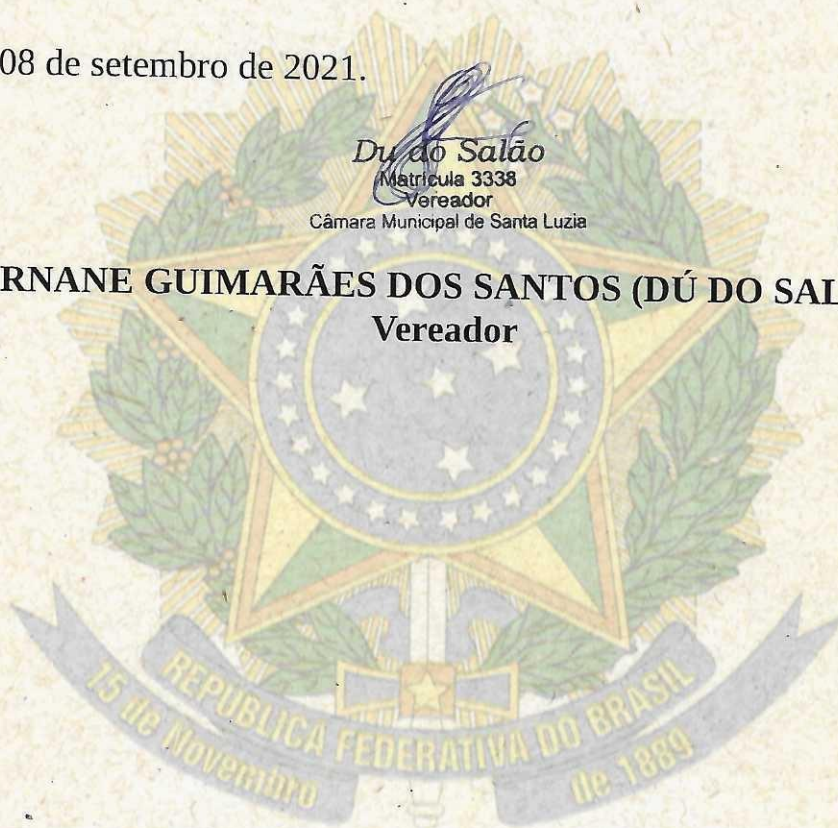 08 de setembro de 2021.
Du do Salão
Matrícula 3338
Vereador
Câmara Municipal de Santa Luzia
RNANE GUIMARÃES DOS SANTOS (DÚ DO SAL
Vereador
REPUBLICA FEDERATIVA DO BRASIL
15 de Novembro de 1889